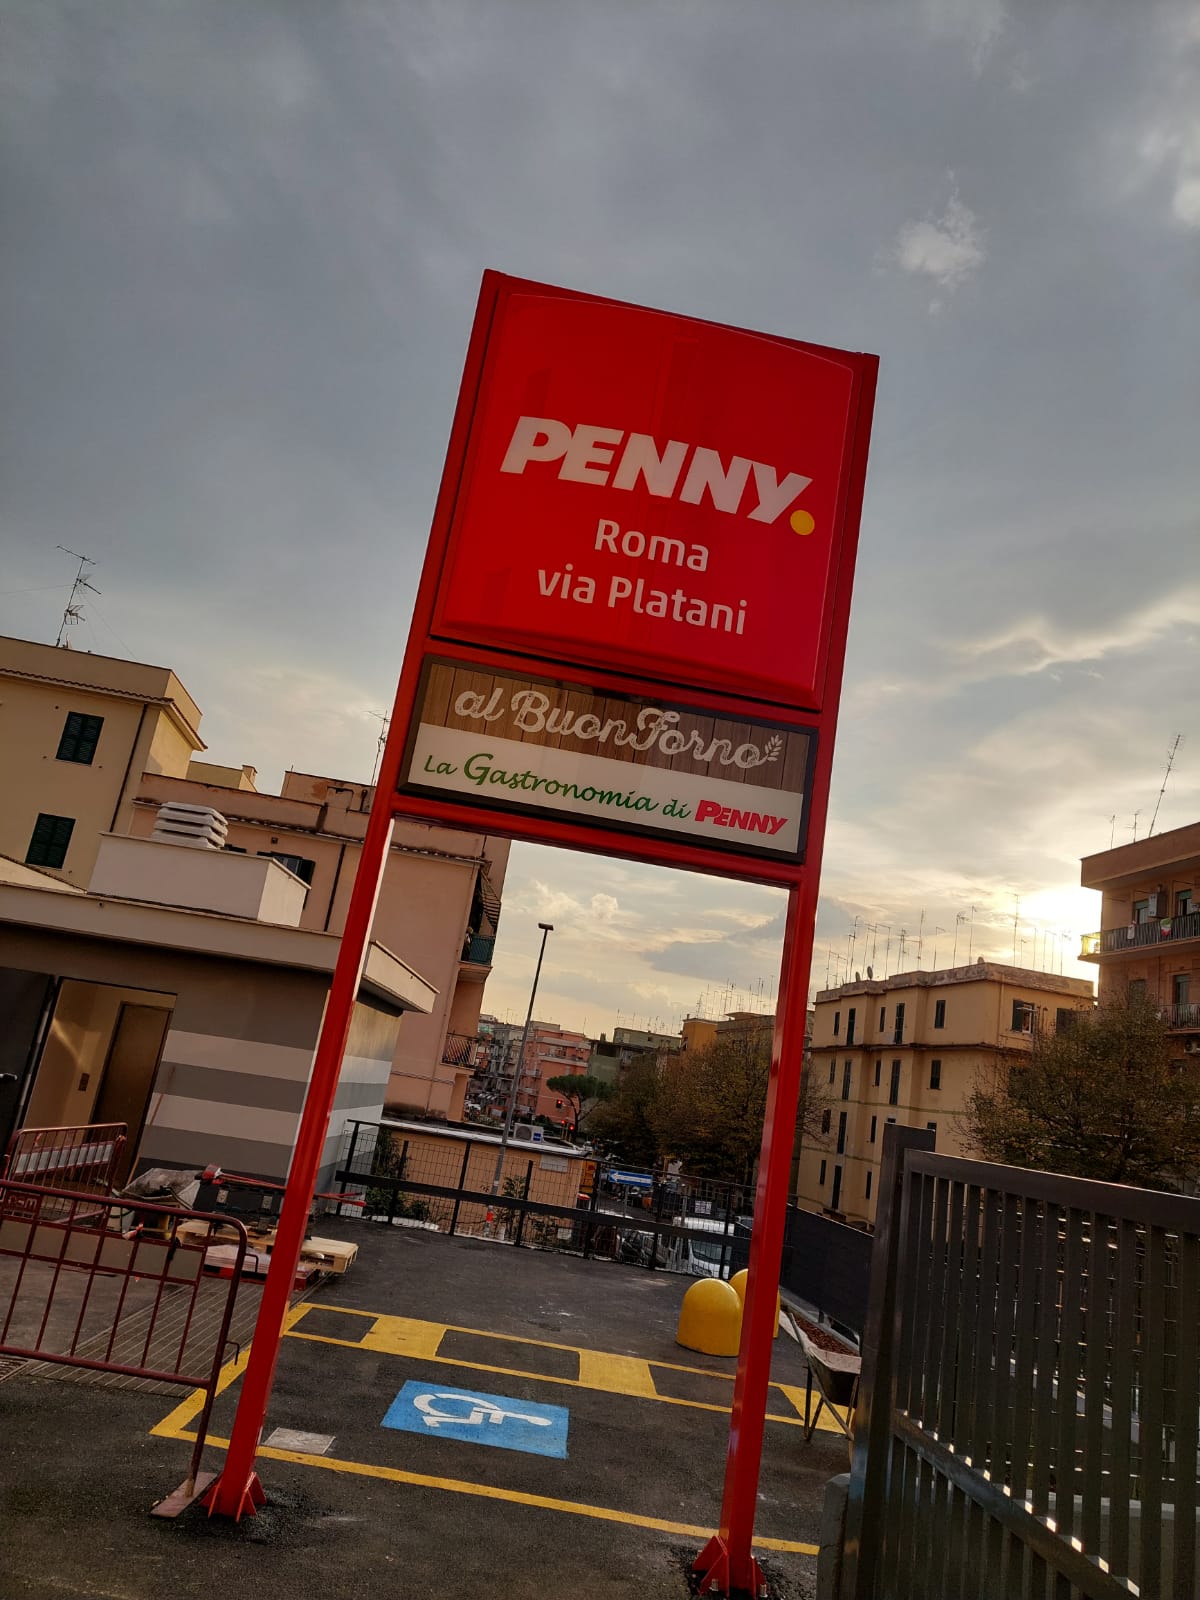 PENNY.
Roma
via Platani
al BuonForno
La Gastronomia di PENNY